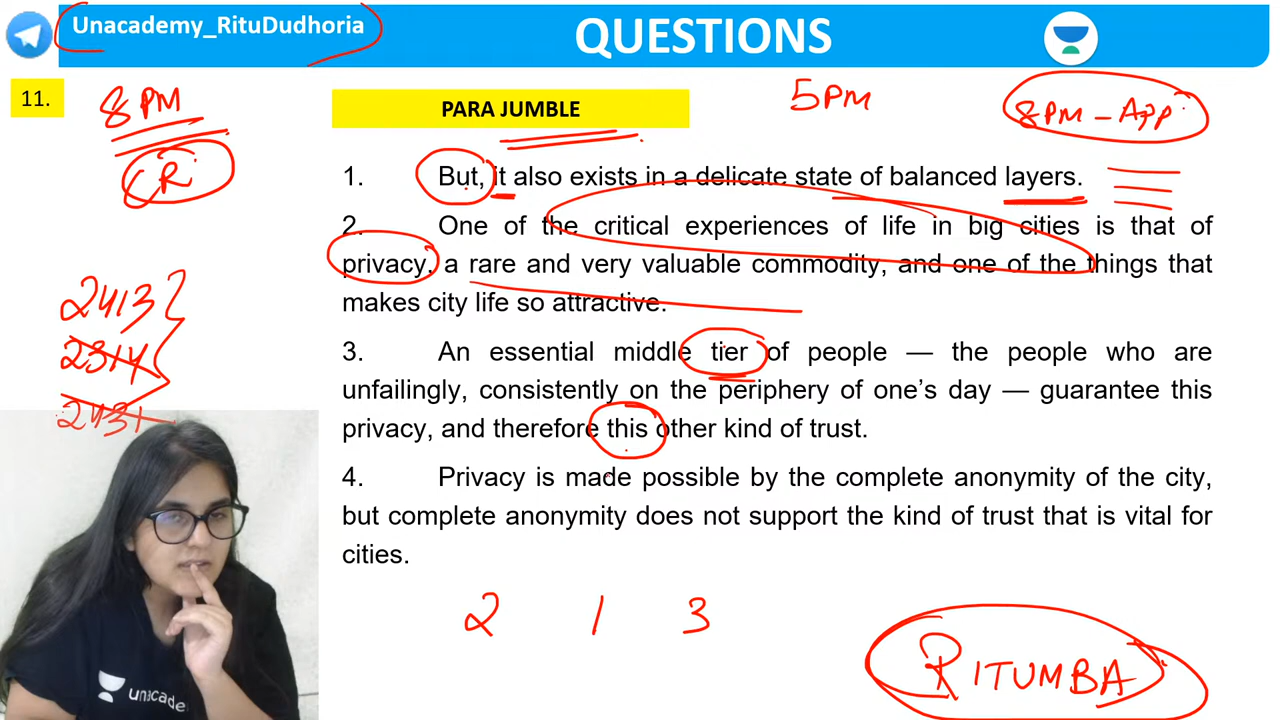 Unacademy_RituDudhoria
QUESTIONS
11.
8 PM
R
PARA JUMBLE
5PM
8PM - App
1. But, it also exists in a delicate state of balanced layers.
2. One of the critical experiences of life in big cities is that of
privacy, a rare and very valuable commodity, and one of the things that
makes city life so attractive.
3. An essential middle tier of people — the people who are
unfailingly, consistently on the periphery of one's day — guarantee this
privacy, and therefore this other kind of trust.
4. Privacy is made possible by the complete anonymity of the city,
but complete anonymity does not support the kind of trust that is vital for
cities.
2413
2314
2431
2 1 3
RITUMBA
unacademy